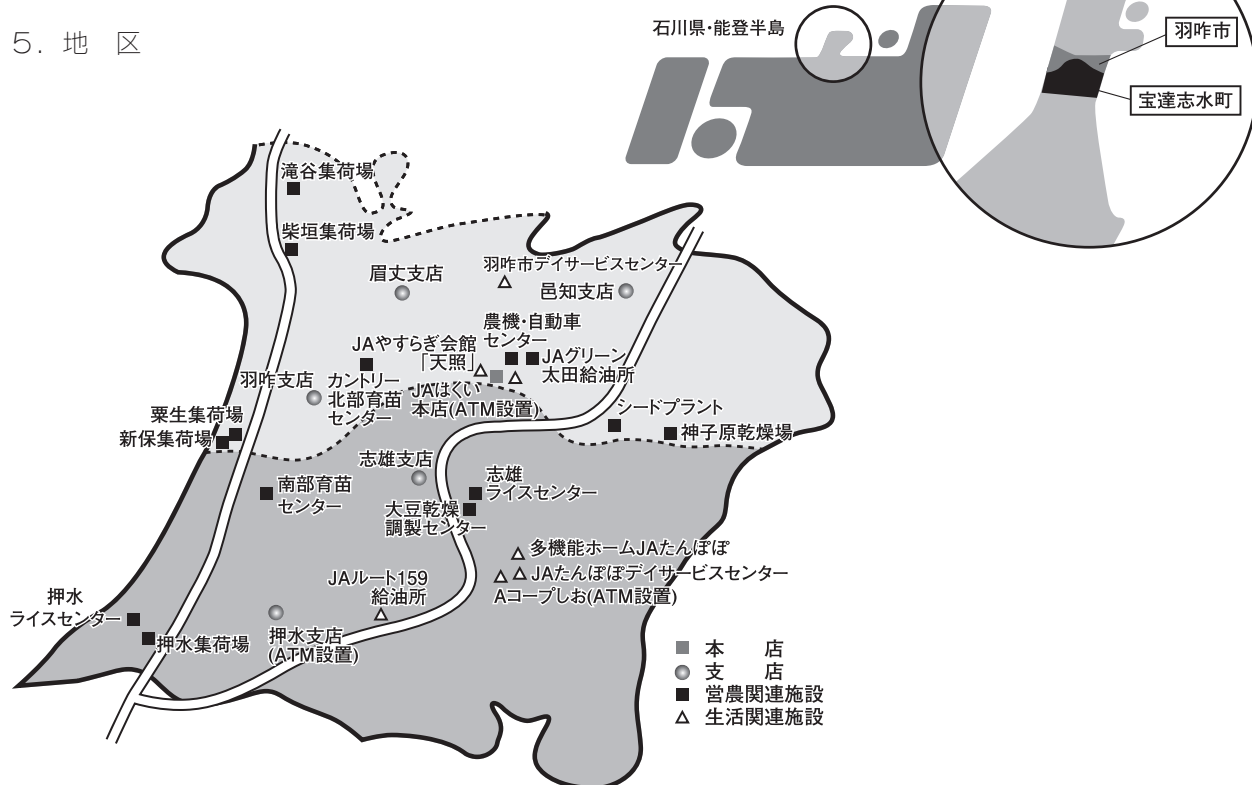 5. 地　区
石川県・能登半島
羽咋市
宝達志水町
滝谷集荷場
柴垣集荷場
眉丈支店
羽咋市デイサービスセンター
邑知支店
農機・自動車
センター
JAやすらぎ会館
「天照」
JAグリーン
太田給油所
羽咋支店
カントリー
北部育苗
センター
JAはくい
本店(ATM設置)
シードプラント
神子原乾燥場
粟生集荷場
新保集荷場
志雄支店
南部育苗
センター
志雄
ライスセンター
大豆乾燥
調製センター
多機能ホームJAたんぽぽ
JAたんぽぽデイサービスセンター
Aコープしお(ATM設置)
JAルート159
給油所
押水
ライスセンター
押水集荷場
押水支店
(ATM設置)
本　　店
支　　店
営農関連施設
生活関連施設